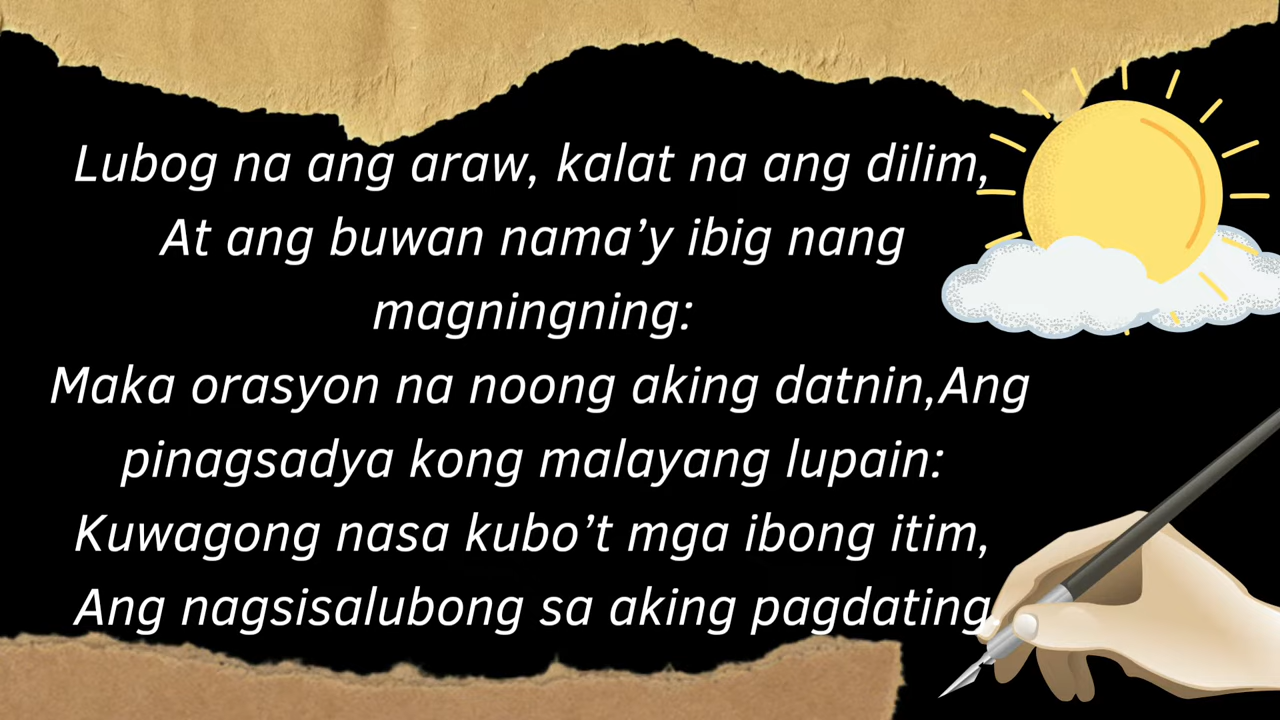 Lubog na ang araw, kalat na ang dilim,
At ang buwan nama’y ibig nang
magningning:
Maka orasyon na noong aking datnin,Ang
pinagsadya kong malayang lupain:
Kuwagong nasa kubo’t mga ibong itim,
Ang nagsisalubong sa aking pagdating